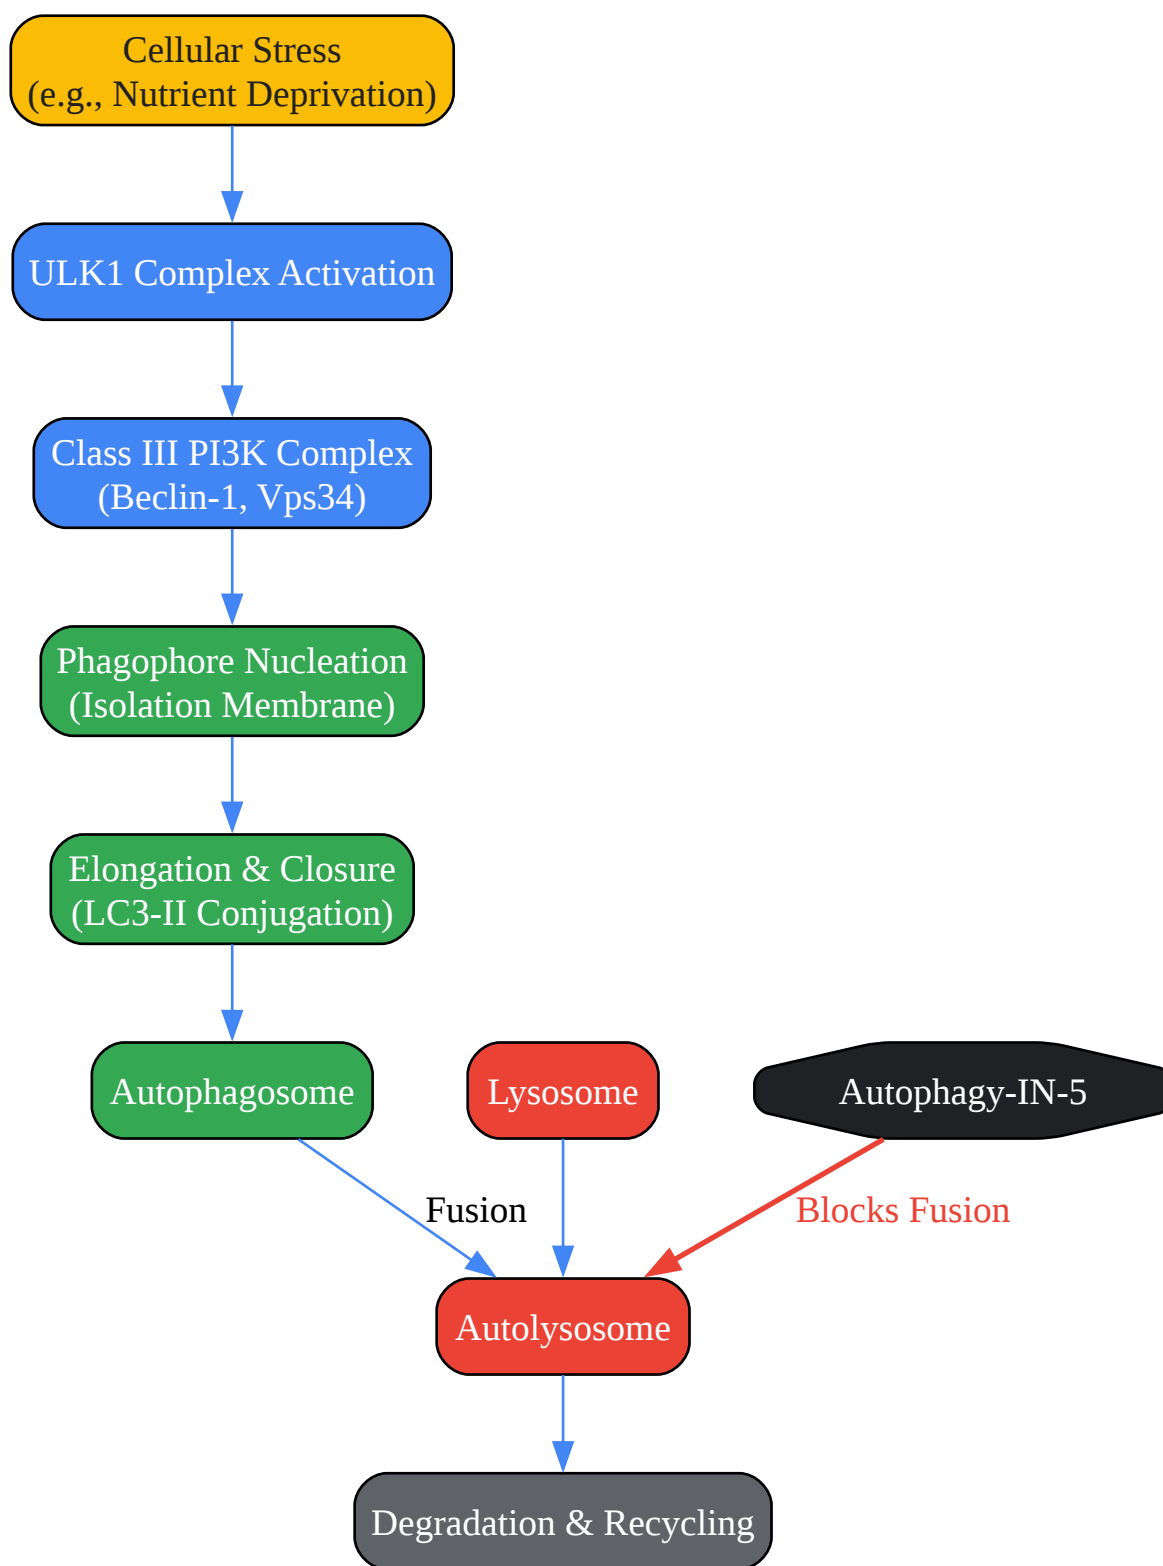 Cellular Stress
(e.g., Nutrient Deprivation)
ULK1 Complex Activation
Class III PI3K Complex
(Beclin-1, Vps34)
Phagophore Nucleation
(Isolation Membrane)
Elongation & Closure
(LC3-II Conjugation)
Autophagosome
Lysosome
Autophagy-IN-5
Fusion
Blocks Fusion
Autolysosome
Degradation & Recycling